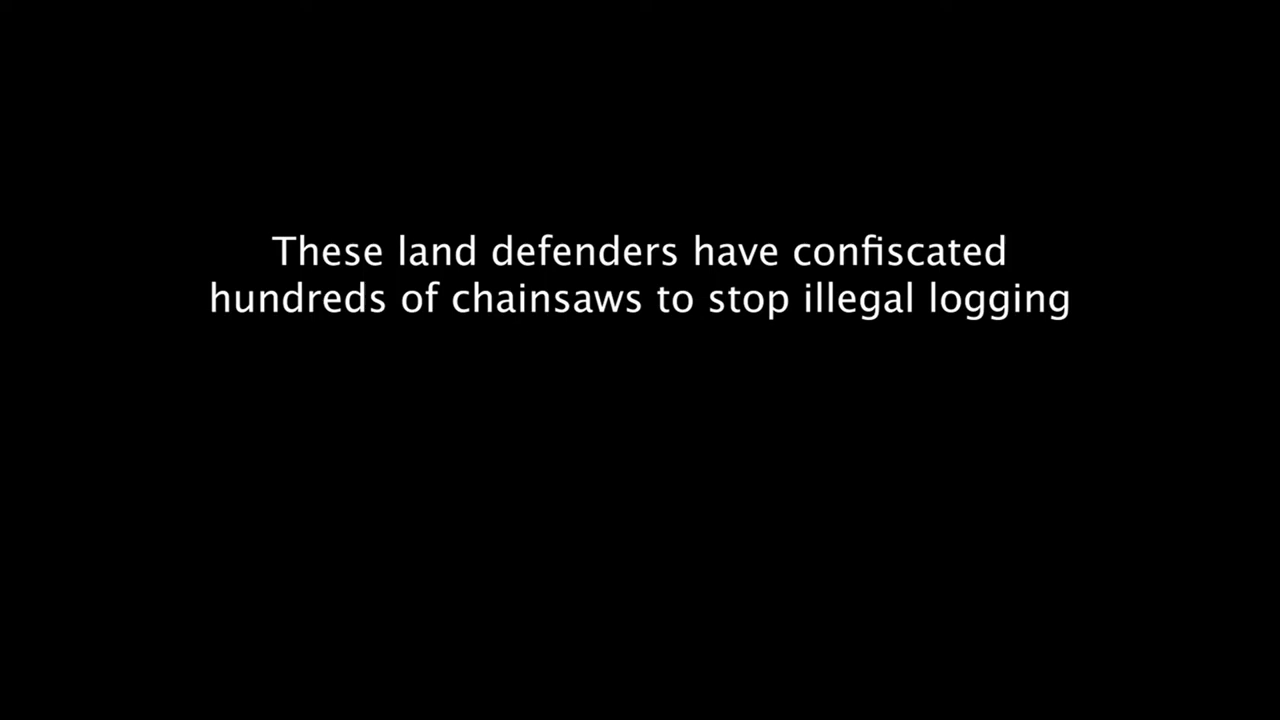 These land defenders have confiscated
hundreds of chainsaws to stop illegal logging